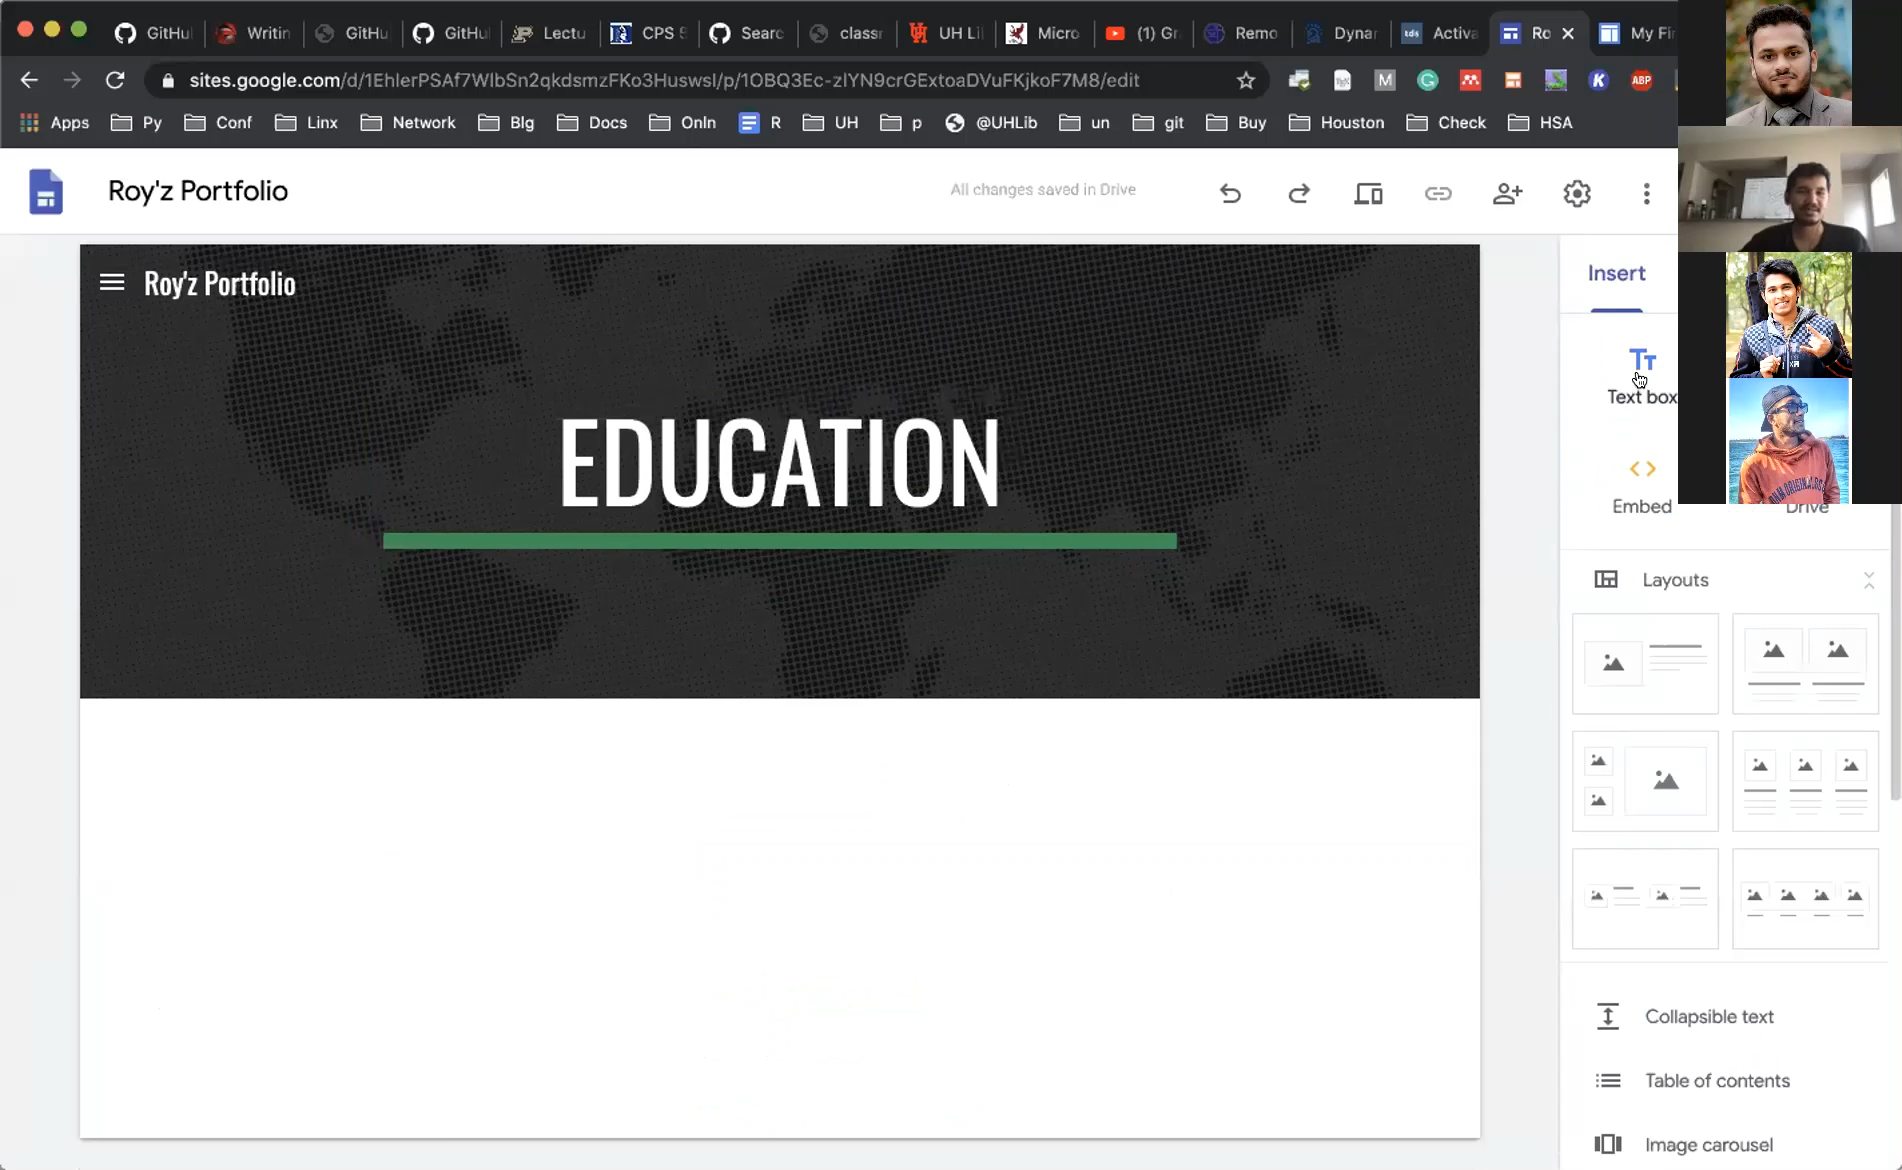 GitHu Writin GitHu GitHu Lectu CPS S Searc classr UH Li Micro (1) Gr Remo Dynar Activa Ro My Fir
sites.google.com/d/1EhlerPSAf7WlbSn2qkdsmzFKo3Huswsl/p/1OBQ3Ec-zlYN9crGExtoaDVuFKjkoF7M8/edit
Apps Py Conf Linx Network Blg Docs Onln R UH p @UHLib un git Buy Houston Check HSA
Roy'z Portfolio
All changes saved in Drive
Roy'z Portfolio
EDUCATION
Insert
Text box
Embed
Drive
Layouts
Collapsible text
Table of contents
Image carousel